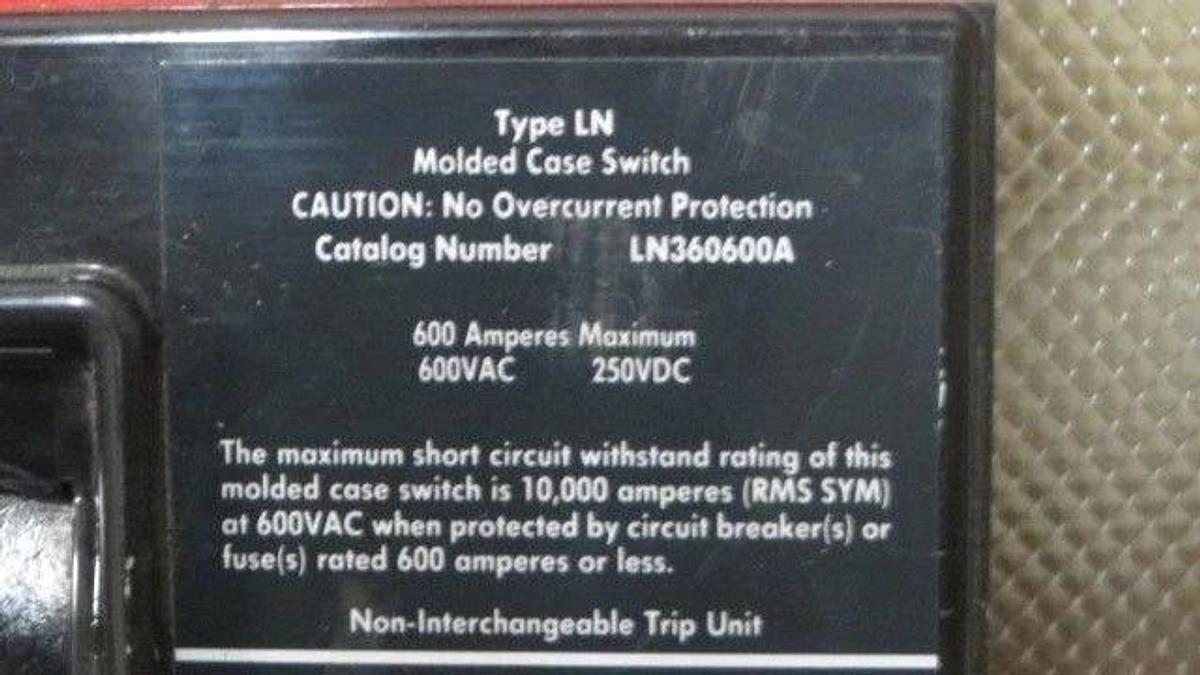 Type LN
Molded Case Switch
CAUTION: No Overcurrent Protection
Catalog Number LN360600A
600 Amperes Maximum
600VAC 250VDC
The maximum short circuit withstand rating of this
molded case switch is 10,000 amperes (RMS SYM)
at 600VAC when protected by circuit breaker(s) or
fuse(s) rated 600 amperes or less.
Non-Interchangeable Trip Unit